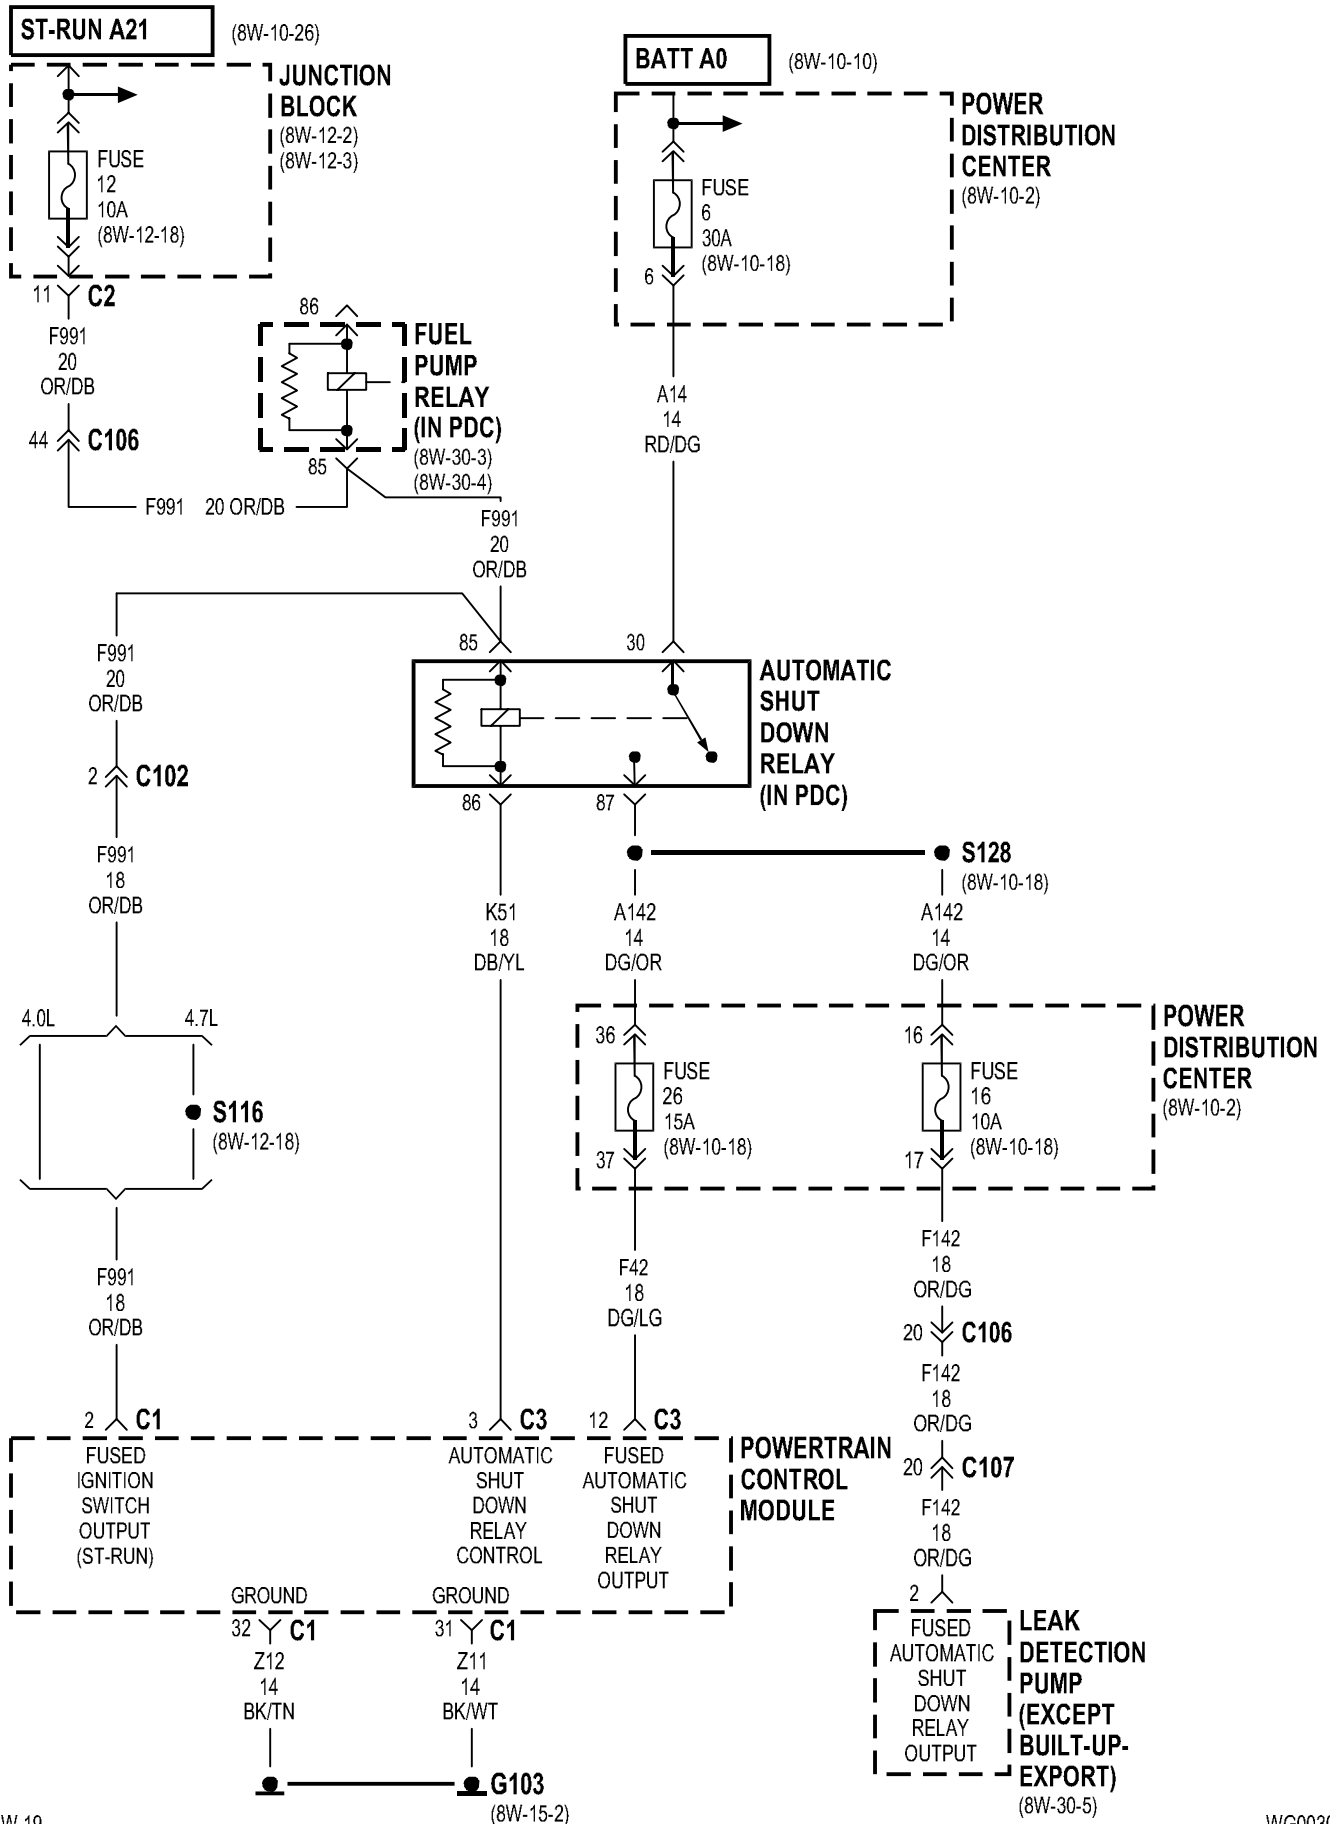 ST-RUN A21
(8W-10-26)
BATT A0
(8W-10-10)
JUNCTION
BLOCK
(8W-12-2)
(8W-12-3)
FUSE
12
10A
(8W-12-18)
11
C2
F991
20
OR/DB
44
C106
F991 20 OR/DB
86
FUEL
PUMP
RELAY
(IN PDC)
(8W-30-3)
(8W-30-4)
85
F991
20
OR/DB
POWER
DISTRIBUTION
CENTER
(8W-10-2)
FUSE
6
30A
(8W-10-18)
6
A14
14
RD/DG
85
30
AUTOMATIC
SHUT
DOWN
RELAY
(IN PDC)
86
87
F991
20
OR/DB
2
C102
F991
18
OR/DB
S128
(8W-10-18)
K51
18
DB/YL
A142
14
DG/OR
A142
14
DG/OR
4.0L
4.7L
S116
(8W-12-18)
POWER
DISTRIBUTION
CENTER
(8W-10-2)
36
FUSE
26
15A
(8W-10-18)
37
16
FUSE
16
10A
(8W-10-18)
17
F991
18
OR/DB
F42
18
DG/LG
F142
18
OR/DG
20
C106
F142
18
OR/DG
20
C107
F142
18
OR/DG
2
C1
3
C3
12
C3
POWERTRAIN
CONTROL
MODULE
FUSED
IGNITION
SWITCH
OUTPUT
(ST-RUN)
AUTOMATIC
SHUT
DOWN
RELAY
CONTROL
FUSED
AUTOMATIC
SHUT
DOWN
RELAY
OUTPUT
GROUND
GROUND
32
C1
31
C1
Z12
14
BK/TN
Z11
14
BK/WT
G103
(8W-15-2)
2
FUSED
AUTOMATIC
SHUT
DOWN
RELAY
OUTPUT
LEAK
DETECTION
PUMP
(EXCEPT
BUILT-UP-
EXPORT)
(8W-30-5)